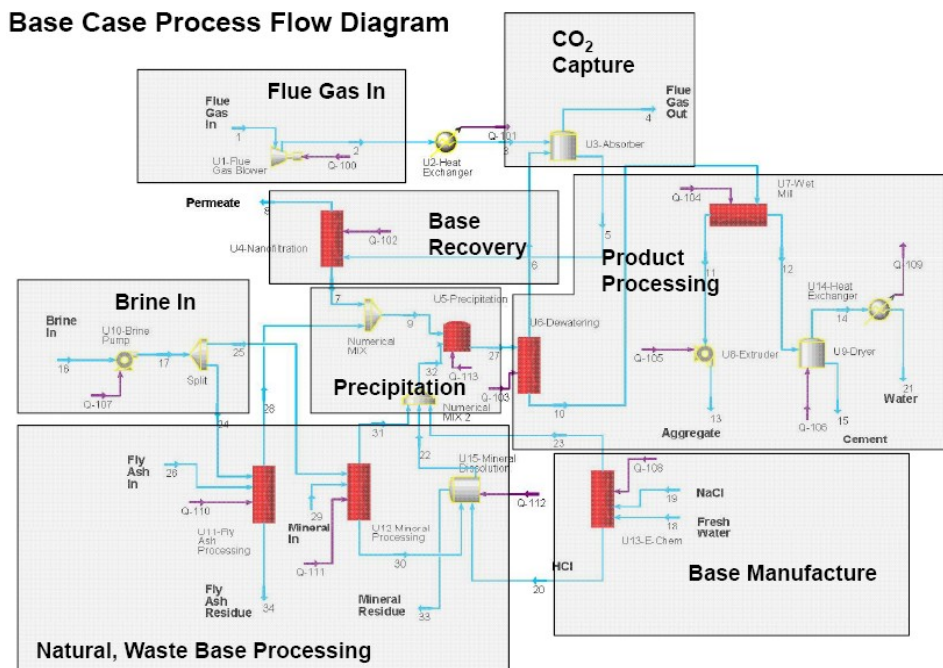 Base Case Process Flow Diagram
CO2
Capture
Flue Gas In
Flue
Gas
In
1
2
U1-Flue
Gas Blower
Q-100
Q-101
U2-Heat
Exchanger
3
U3-Absorber
4
Flue
Gas
Out
Permeate
8
U4-Nanofiltration
Q-102
Base
Recovery
5
6
7
Product
Processing
Q-104
U7-Wet
Mill
11
12
Q-109
U14-Heat
Exchanger
14
Q-105
U8-Extruder
U9-Dryer
13
Q-106
15
21
Water
Aggregate
Cement
Brine In
Brine
In
16
U10-Brine
Pump
17
Split
25
Q-107
24
28
U5-Precipitation
Numerical
MIX
9
32
Q-113
27
U6-Dewatering
Q-103
10
Precipitation
Numerical
MIX 2
31
22
23
Fly
Ash
In
26
Q-110
U11-Fly
Ash
Processing
Mineral
In
29
Q-111
U12-Mineral
Processing
30
U15-Mineral
Dissolution
Q-112
Fly
Ash
Residue
34
Mineral
Residue
33
Natural, Waste Base Processing
Q-108
19
NaCl
18
Fresh
Water
U13-E-Chem
HCl
20
Base Manufacture